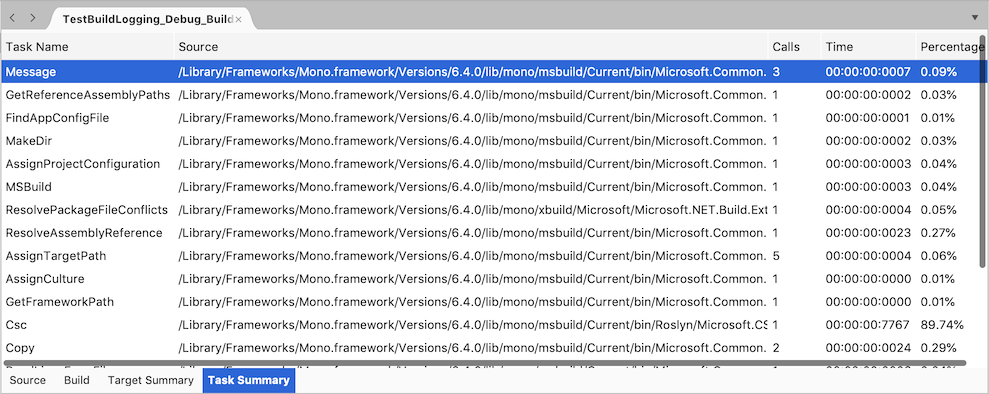 TestBuildLogging_Debug_Build
Task Name Source Calls Time Percentage
Message /Library/Frameworks/Mono.framework/Versions/6.4.0/lib/mono/msbuild/Current/bin/Microsoft.Common. 3 00:00:00:0007 0.09%
GetReferenceAssemblyPaths /Library/Frameworks/Mono.framework/Versions/6.4.0/lib/mono/msbuild/Current/bin/Microsoft.Common. 1 00:00:00:0002 0.03%
FindAppConfigFile /Library/Frameworks/Mono.framework/Versions/6.4.0/lib/mono/msbuild/Current/bin/Microsoft.Common. 1 00:00:00:0001 0.01%
MakeDir /Library/Frameworks/Mono.framework/Versions/6.4.0/lib/mono/msbuild/Current/bin/Microsoft.Common. 1 00:00:00:0002 0.03%
AssignProjectConfiguration /Library/Frameworks/Mono.framework/Versions/6.4.0/lib/mono/msbuild/Current/bin/Microsoft.Common. 1 00:00:00:0003 0.04%
MSBuild /Library/Frameworks/Mono.framework/Versions/6.4.0/lib/mono/msbuild/Current/bin/Microsoft.Common. 1 00:00:00:0003 0.04%
ResolvePackageFileConflicts /Library/Frameworks/Mono.framework/Versions/6.4.0/lib/mono/xbuild/Microsoft/Microsoft.NET.Build.Ext 1 00:00:00:0004 0.05%
ResolveAssemblyReference /Library/Frameworks/Mono.framework/Versions/6.4.0/lib/mono/msbuild/Current/bin/Microsoft.Common. 1 00:00:00:0023 0.27%
AssignTargetPath /Library/Frameworks/Mono.framework/Versions/6.4.0/lib/mono/msbuild/Current/bin/Microsoft.Common. 5 00:00:00:0004 0.06%
AssignCulture /Library/Frameworks/Mono.framework/Versions/6.4.0/lib/mono/msbuild/Current/bin/Microsoft.Common. 1 00:00:00:0000 0.01%
GetFrameworkPath /Library/Frameworks/Mono.framework/Versions/6.4.0/lib/mono/msbuild/Current/bin/Microsoft.Common. 1 00:00:00:0000 0.01%
Csc /Library/Frameworks/Mono.framework/Versions/6.4.0/lib/mono/msbuild/Current/bin/Roslyn/Microsoft.CS 1 00:00:00:7767 89.74%
Copy /Library/Frameworks/Mono.framework/Versions/6.4.0/lib/mono/msbuild/Current/bin/Microsoft.Common. 2 00:00:00:0024 0.29%
Source Build Target Summary Task Summary